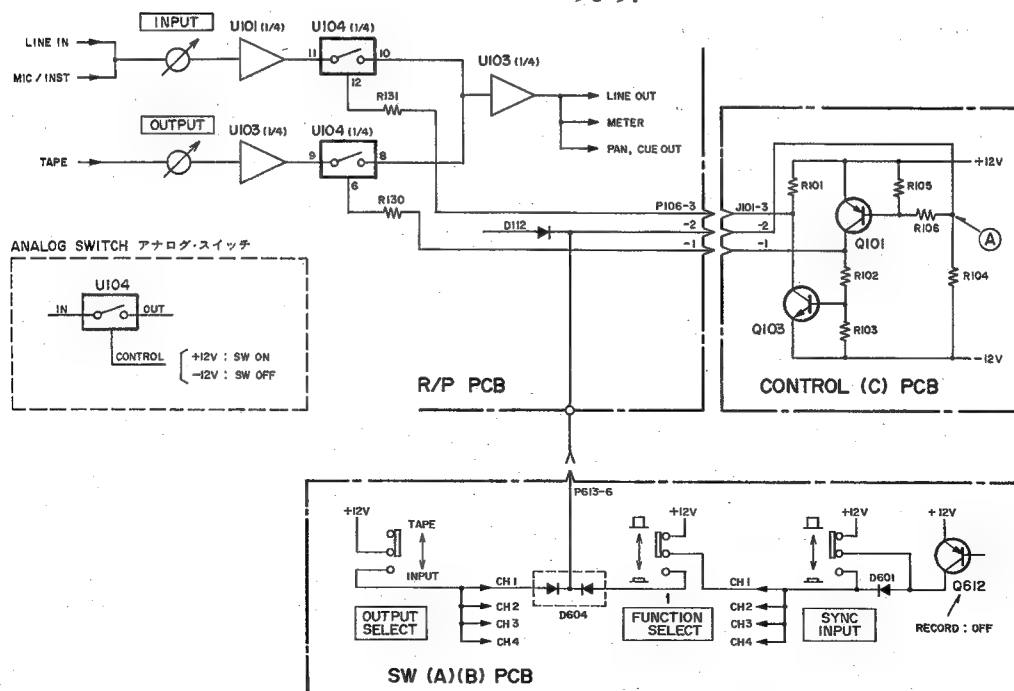 INPUT
U101 (1/4)
U104 (1/4)
LINE IN
MIC / INST
11
10
12
R131
U103 (1/4)
LINE OUT
METER
PAN, CUE OUT
OUTPUT
U103 (1/4)
U104 (1/4)
TAPE
9
8
6
R130
P106-3
J101-3
D112
-2
-2
-1
-1
+12V
R101
R105
R106
A
Q101
R102
R104
Q103
R103
-12V
ANALOG SWITCH アナログ・スイッチ
U104
IN
OUT
CONTROL
+12V : SW ON
-12V : SW OFF
R/P PCB
CONTROL (C) PCB
P613-6
+12V
TAPE
INPUT
+12V
+12V
+12V
CH 1
CH 2
CH 3
CH 4
D604
1
CH 1
CH 2
CH 3
CH 4
D601
Q612
OUTPUT SELECT
FUNCTION SELECT
SYNC INPUT
RECORD : OFF
SW (A)(B) PCB